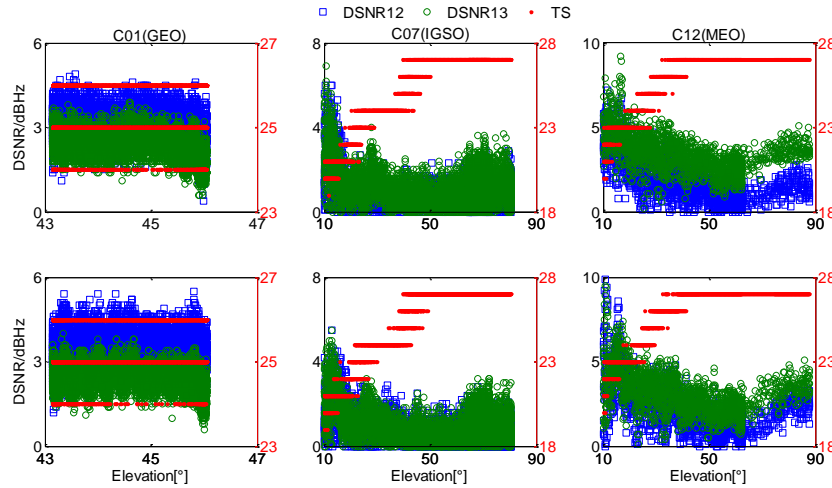 DSNR12 DSNR13 TS
C01(GEO) C07(IGSO) C12(MEO)
6 27 8 28 10 28
DSNR/dBHz
3 25 4 23 5 23
0 23 0 18 0 18
43 45 47 10 50 90 10 50 90
6 27 8 28 10 28
DSNR/dBHz
3 25 4 23 5 23
0 23 0 18 0 18
43 45 47 10 50 90 10 50 90
Elevation[°] Elevation[°] Elevation[°]